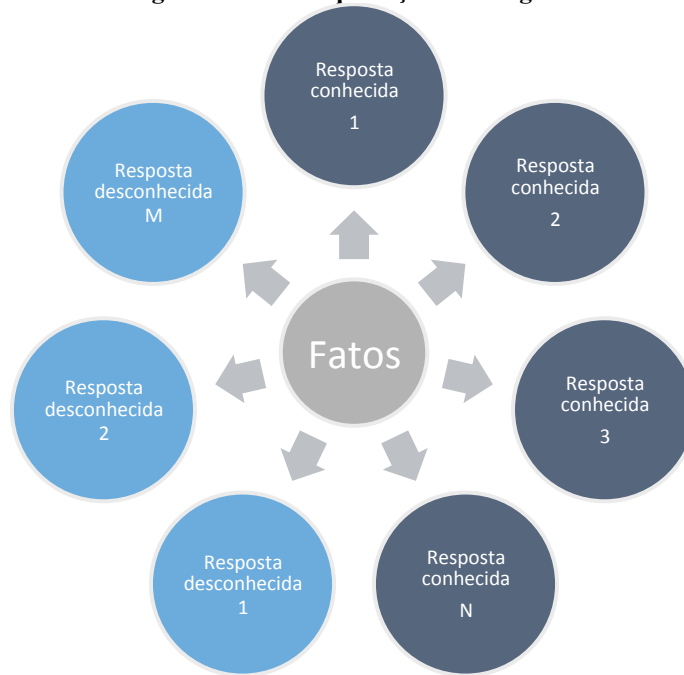 Resposta
conhecida
1
Resposta
conhecida
2
Resposta
conhecida
3
Resposta
conhecida
N
Resposta
desconhecida
1
Resposta
desconhecida
2
Resposta
desconhecida
M
Fatos